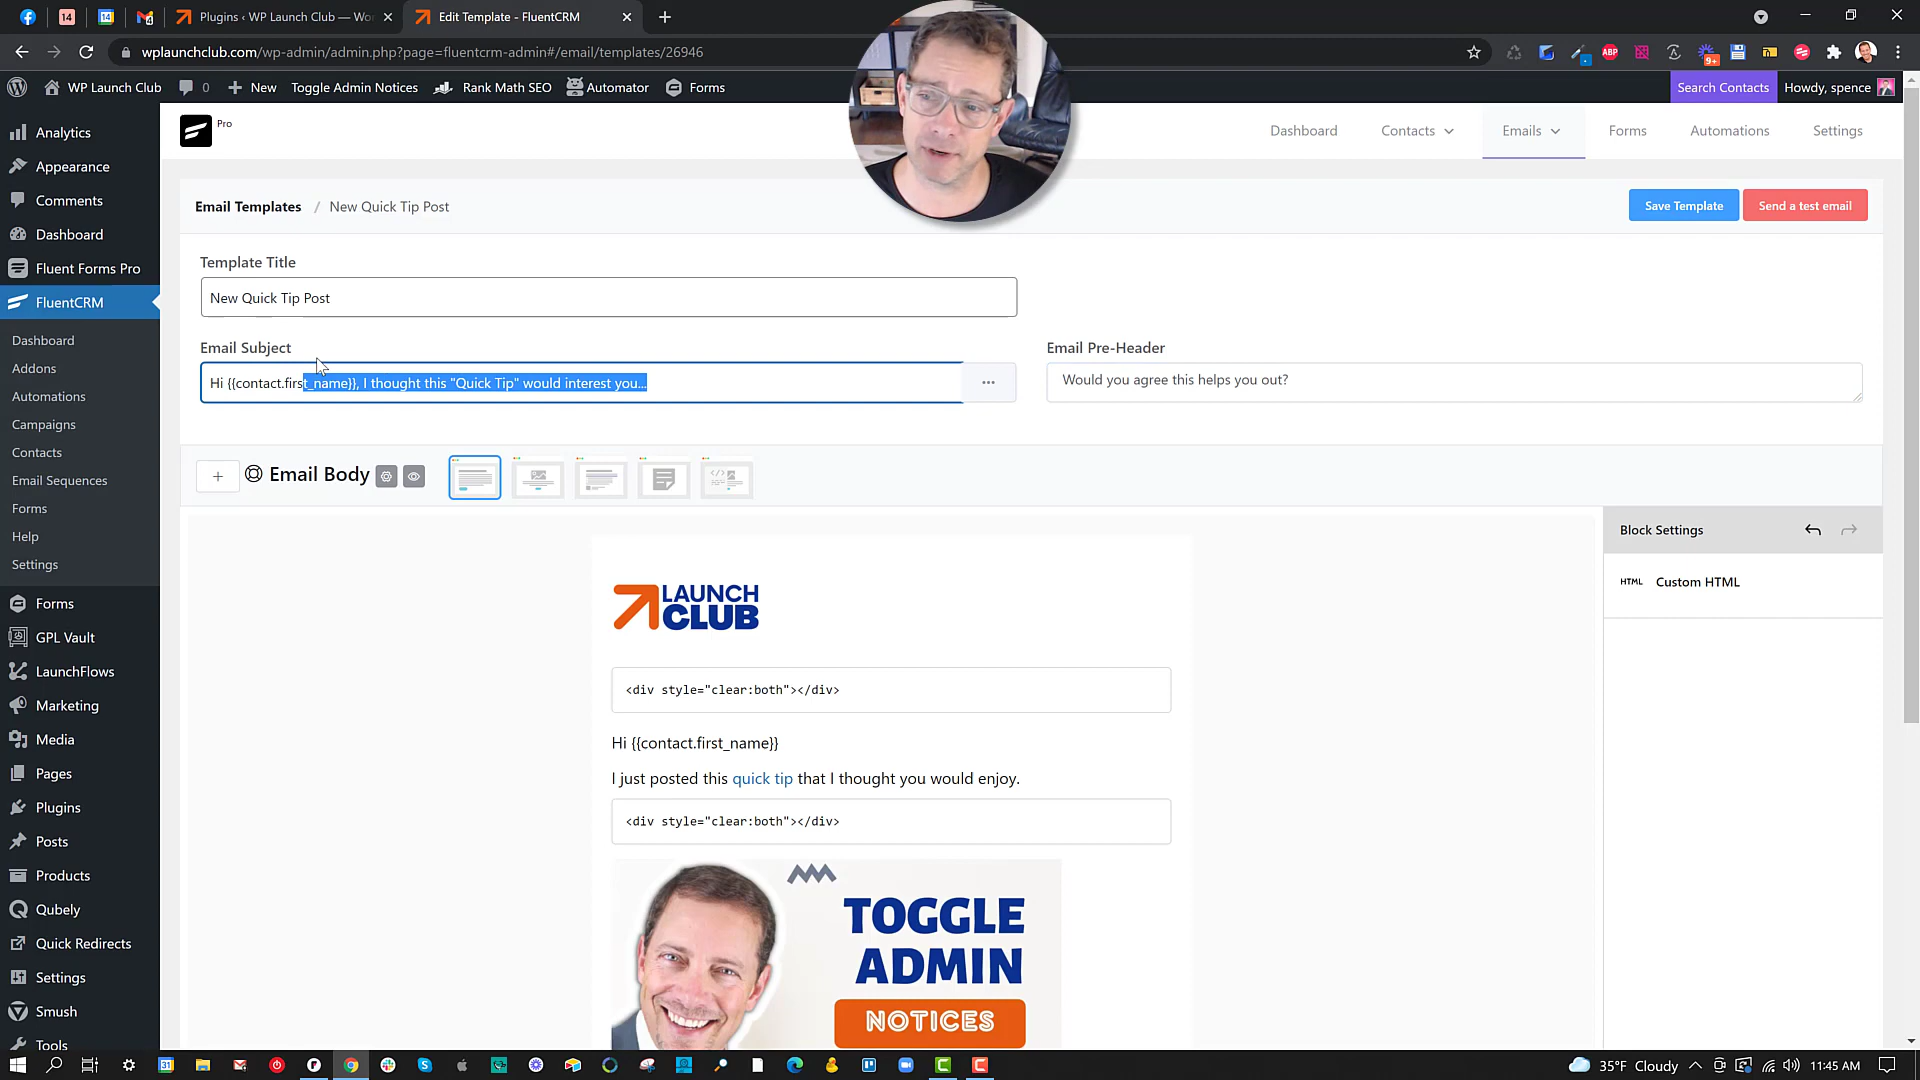 14
14
Plugins ‹ WP Launch Club — Wor
Edit Template - FluentCRM
wplaunchclub.com/wp-admin/admin.php?page=fluentcrm-admin#/email/templates/26946
ABP
9+
WP Launch Club
0
New
Toggle Admin Notices
Rank Math SEO
Automator
Forms
Search Contacts
Howdy, spence
Analytics
Appearance
Comments
Dashboard
Fluent Forms Pro
FluentCRM
Dashboard
Addons
Automations
Campaigns
Contacts
Email Sequences
Forms
Help
Settings
Forms
GPL Vault
LaunchFlows
Marketing
Media
Pages
Plugins
Posts
Products
Qubely
Quick Redirects
Settings
Smush
Tools
Pro
Dashboard
Contacts
Emails
Forms
Automations
Settings
Email Templates / New Quick Tip Post
Save Template
Send a test email
Template Title
New Quick Tip Post
Email Subject
Hi {{contact.first_name}}, I thought this "Quick Tip" would interest you...
Email Pre-Header
Would you agree this helps you out?
Email Body
Block Settings
HTML Custom HTML
LAUNCH
CLUB
<div style="clear:both"></div>
Hi {{contact.first_name}}
I just posted this quick tip that I thought you would enjoy.
<div style="clear:both"></div>
TOGGLE
ADMIN
NOTICES
31
35°F Cloudy
11:45 AM